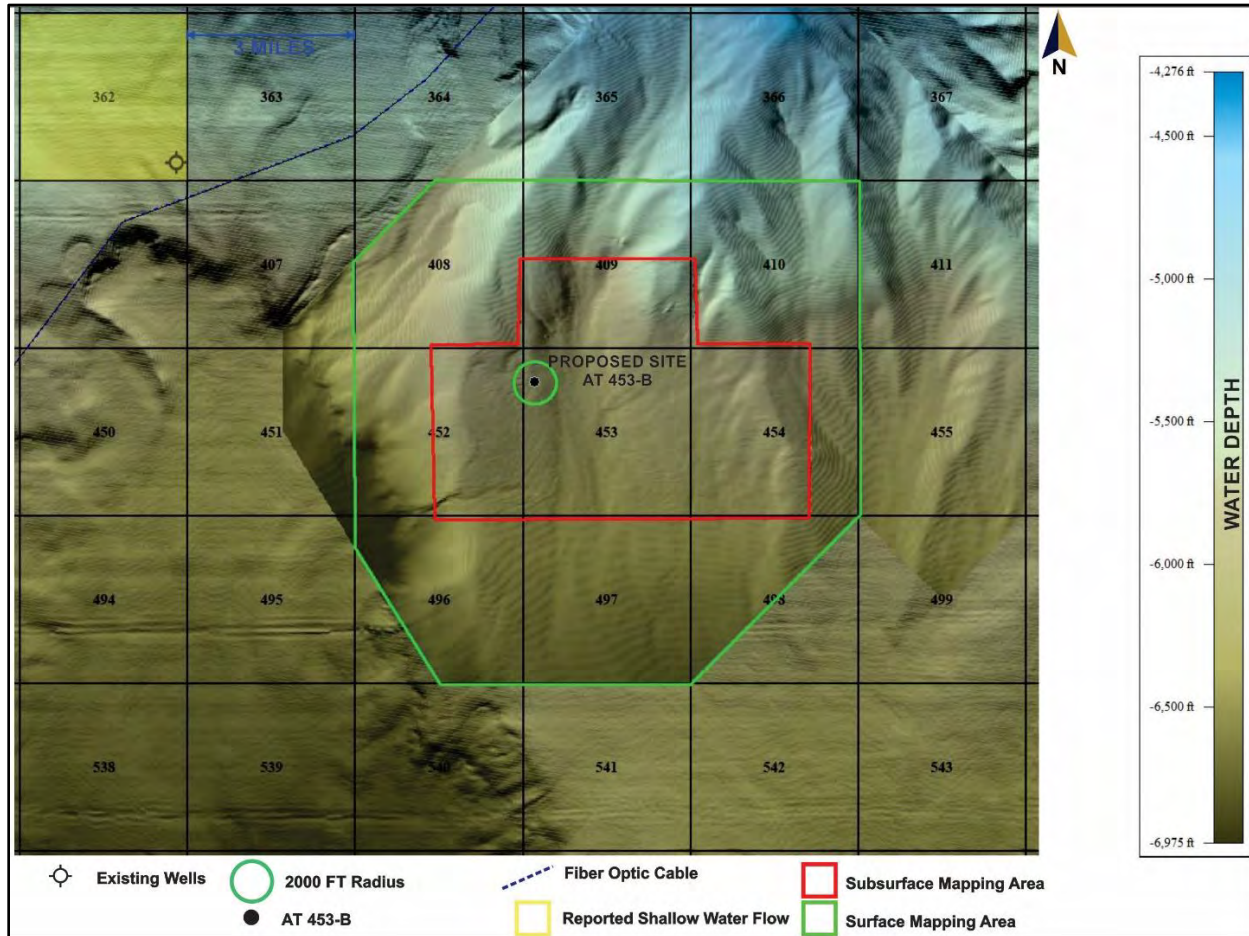 3 MILES
N
362 363 364 365 366 367
407 408 409 410 411
PROPOSED SITE
AT 453-B
450 451 452 453 454 455
494 495 496 497 498 499
538 539 540 541 542 543
-4,276 ft
-4,500 ft
-5,000 ft
-5,500 ft
-6,000 ft
-6,500 ft
-6,975 ft
WATER DEPTH
Existing Wells
2000 FT Radius
Fiber Optic Cable
Subsurface Mapping Area
AT 453-B
Reported Shallow Water Flow
Surface Mapping Area